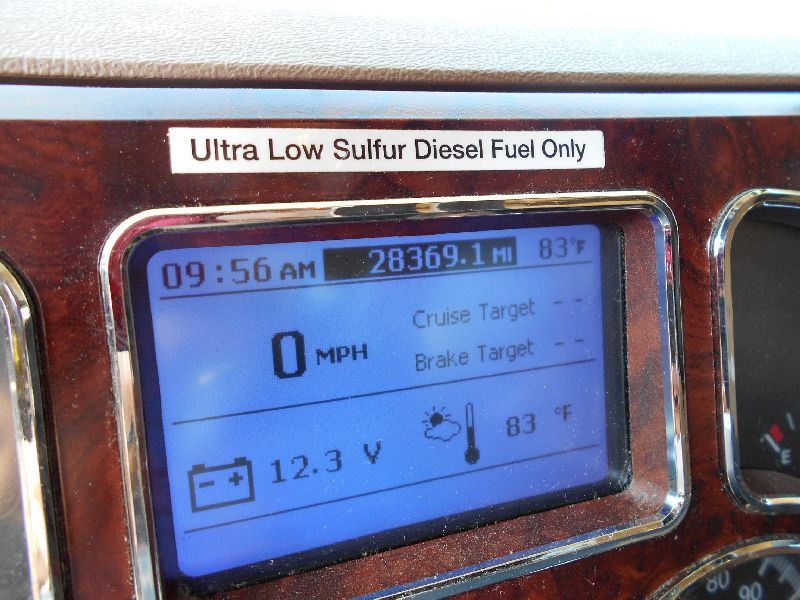 Ultra Low Sulfur Diesel Fuel Only
09:56 AM 28369.1 MI 83°F
0 MPH
Cruise Target --
Brake Target --
12.3 V
83 °F
E
80
90